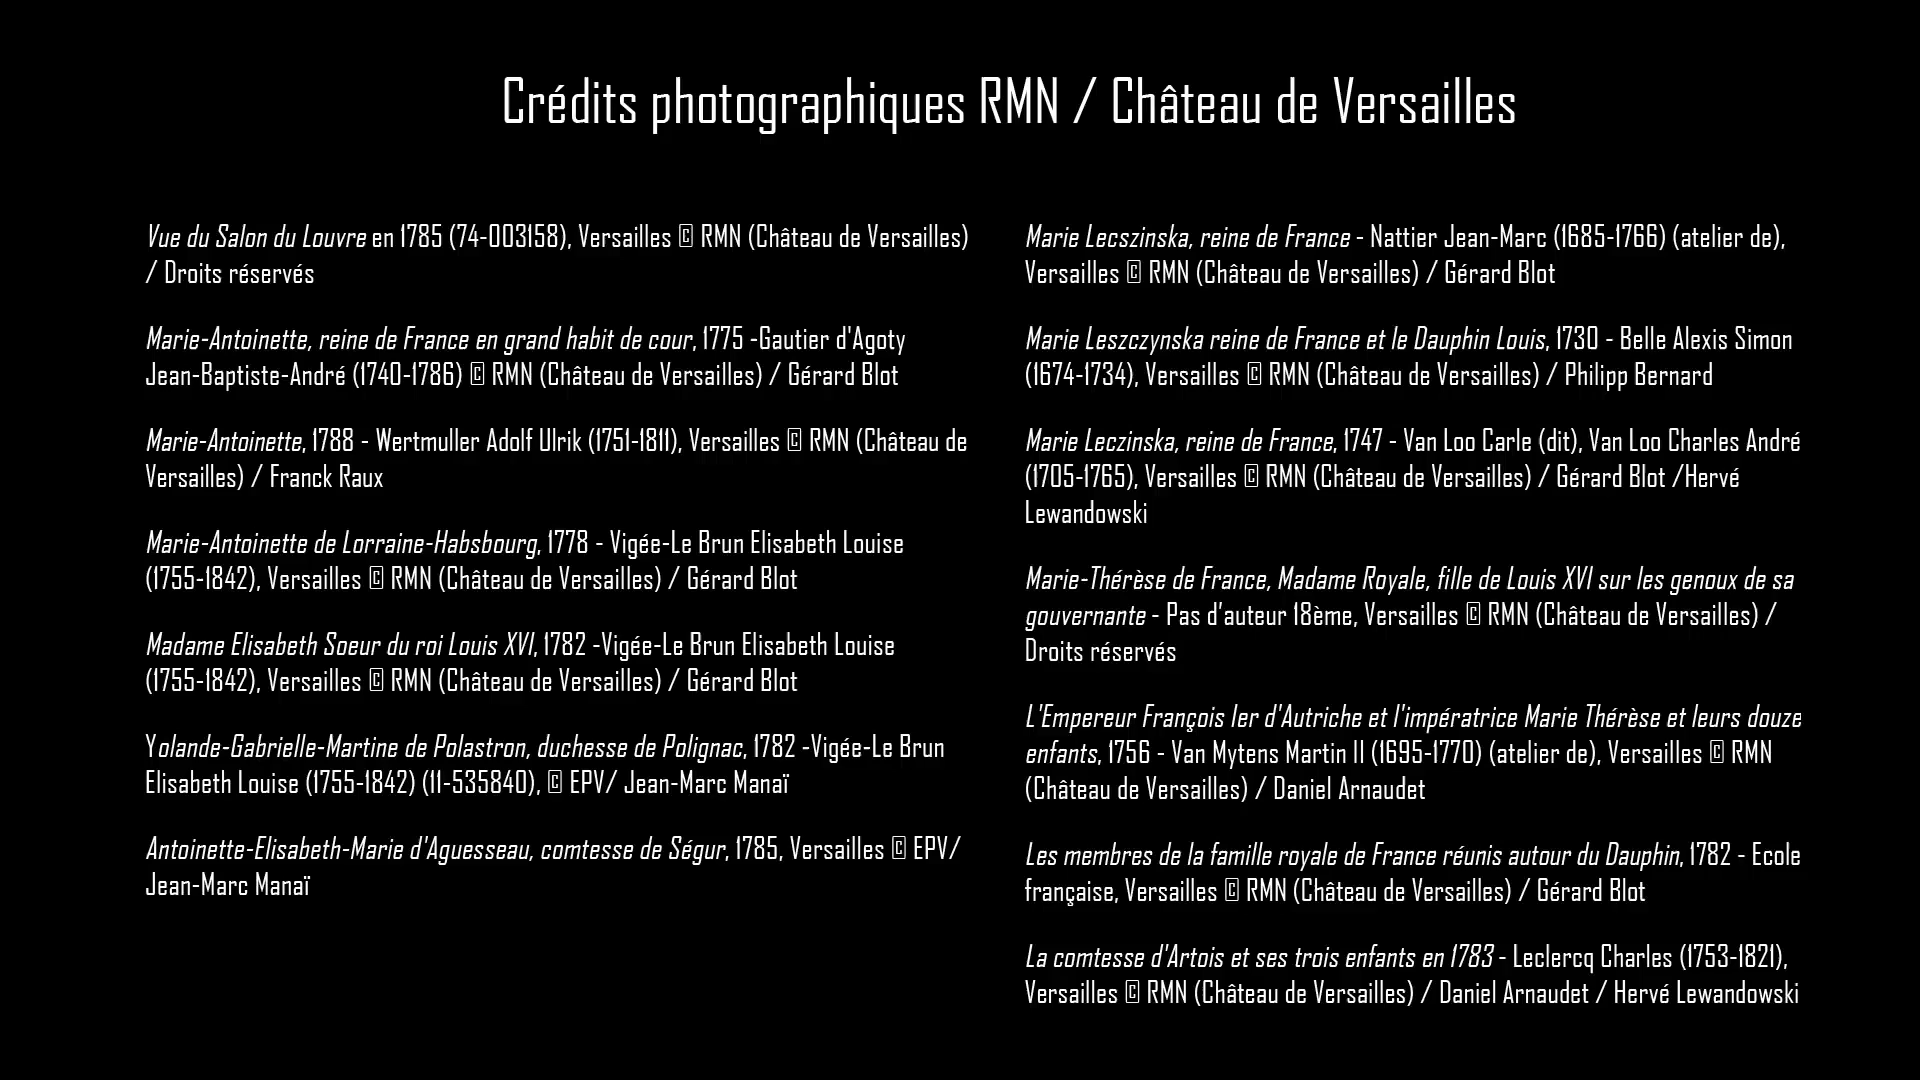 Crédits photographiques RMN / Château de Versailles
Vue du Salon du Louvre en 1785 (74-003158), Versailles © RMN (Château de Versailles)
/ Droits réservés
Marie-Antoinette, reine de France en grand habit de cour, 1775 -Gautier d'Agoty
Jean-Baptiste-André (1740-1786) © RMN (Château de Versailles) / Gérard Blot
Marie-Antoinette, 1788 - Wertmuller Adolf Ulrik (1751-1811), Versailles © RMN (Château de
Versailles) / Franck Raux
Marie-Antoinette de Lorraine-Habsbourg, 1778 - Vigée-Le Brun Elisabeth Louise
(1755-1842), Versailles © RMN (Château de Versailles) / Gérard Blot
Madame Elisabeth Soeur du roi Louis XVI, 1782 -Vigée-Le Brun Elisabeth Louise
(1755-1842), Versailles © RMN (Château de Versailles) / Gérard Blot
Yolande-Gabrielle-Martine de Polastron, duchesse de Polignac, 1782 -Vigée-Le Brun
Elisabeth Louise (1755-1842) (11-535840), © EPV/ Jean-Marc Manaï
Antoinette-Elisabeth-Marie d'Aguesseau, comtesse de Ségur, 1785, Versailles © EPV/
Jean-Marc Manaï
Marie Lecszinska, reine de France - Nattier Jean-Marc (1685-1766) (atelier de),
Versailles © RMN (Château de Versailles) / Gérard Blot
Marie Leszczynska reine de France et le Dauphin Louis, 1730 - Belle Alexis Simon
(1674-1734), Versailles © RMN (Château de Versailles) / Philipp Bernard
Marie Leczinska, reine de France, 1747 - Van Loo Carle (dit), Van Loo Charles André
(1705-1765), Versailles © RMN (Château de Versailles) / Gérard Blot /Hervé
Lewandowski
Marie-Thérèse de France, Madame Royale, fille de Louis XVI sur les genoux de sa
gouvernante - Pas d’auteur 18ème, Versailles © RMN (Château de Versailles) /
Droits réservés
L'Empereur François Ier d'Autriche et l'impératrice Marie Thérèse et leurs douze
enfants, 1756 - Van Mytens Martin II (1695-1770) (atelier de), Versailles © RMN
(Château de Versailles) / Daniel Arnaudet
Les membres de la famille royale de France réunis autour du Dauphin, 1782 - Ecole
française, Versailles © RMN (Château de Versailles) / Gérard Blot
La comtesse d'Artois et ses trois enfants en 1783 - Leclercq Charles (1753-1821),
Versailles © RMN (Château de Versailles) / Daniel Arnaudet / Hervé Lewandowski